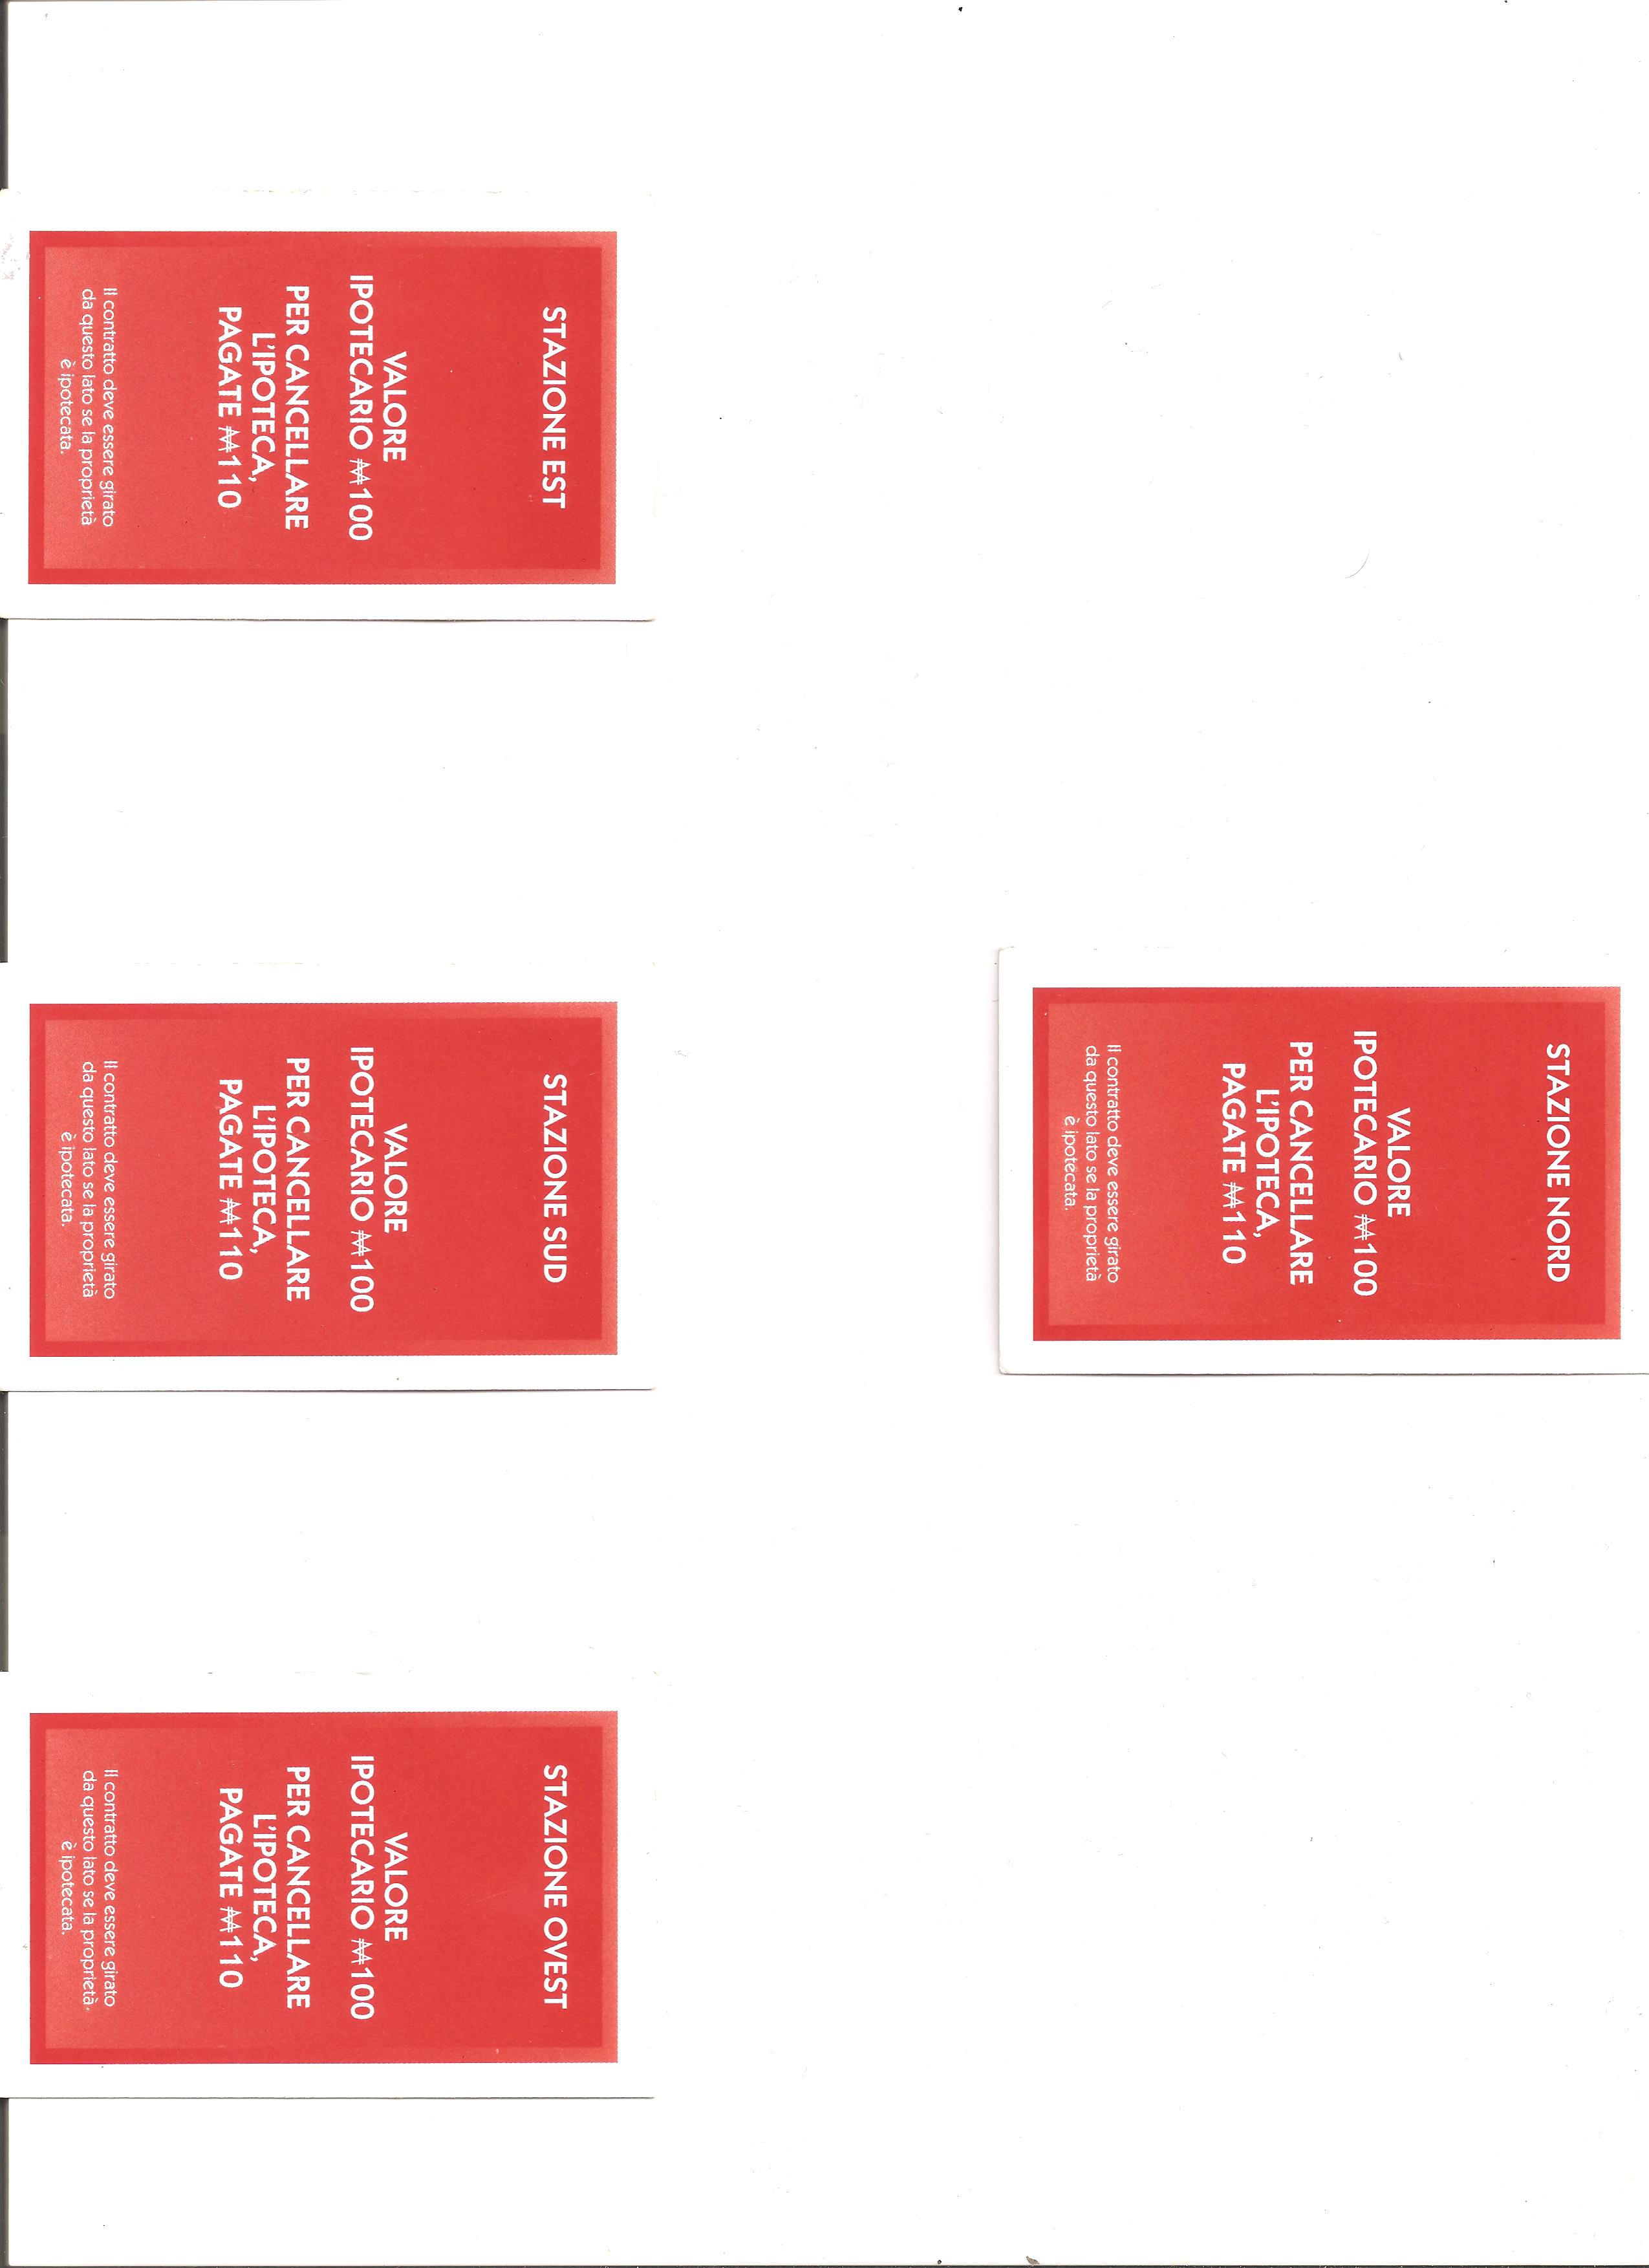 STAZIONE EST
VALORE
IPOTECARIO ₩100
PER CANCELLARE
L'IPOTECA,
PAGATE ₩110
Il contratto deve essere girato
da questo lato se la proprietà
è ipotecata.
STAZIONE SUD
VALORE
IPOTECARIO ₩100
PER CANCELLARE
L'IPOTECA,
PAGATE ₩110
Il contratto deve essere girato
da questo lato se la proprietà
è ipotecata.
STAZIONE OVEST
VALORE
IPOTECARIO ₩100
PER CANCELLARE
L'IPOTECA,
PAGATE ₩110
Il contratto deve essere girato
da questo lato se la proprietà
è ipotecata.
STAZIONE NORD
VALORE
IPOTECARIO ₩100
PER CANCELLARE
L'IPOTECA,
PAGATE ₩110
Il contratto deve essere girato
da questo lato se la proprietà
è ipotecata.